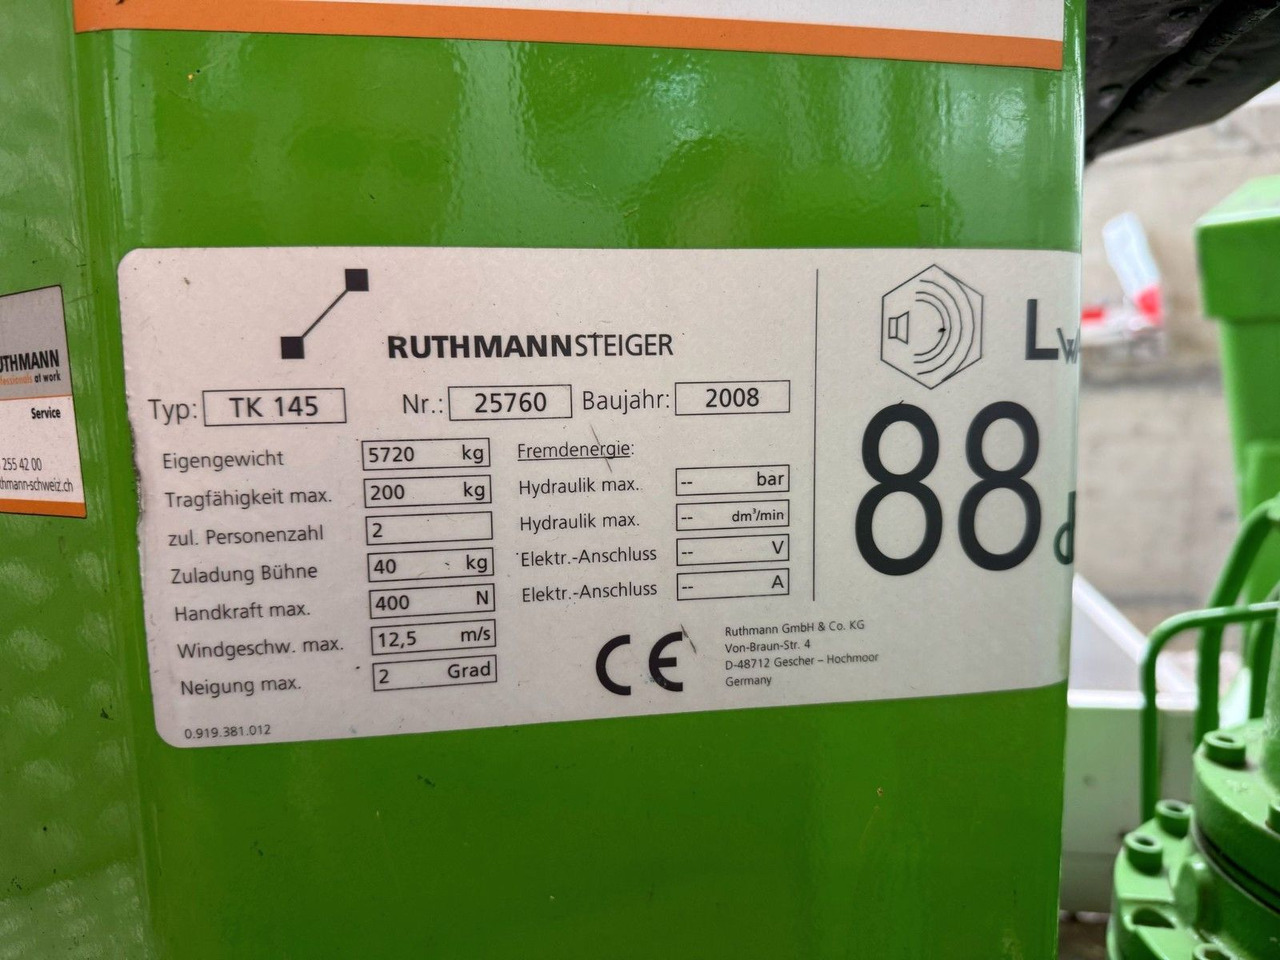 RUTHMANNSTEIGER
Typ: TK 145 Nr.: 25760 Baujahr: 2008
Eigengewicht 5720 kg
Tragfähigkeit max. 200 kg
zul. Personenzahl 2
Zuladung Bühne 40 kg
Handkraft max. 400 N
Windgeschw. max. 12,5 m/s
Neigung max. 2 Grad
0.919.381.012
Fremdenergie:
Hydraulik max. -- bar
Hydraulik max. -- dm³/min
Elektr.-Anschluss -- V
Elektr.-Anschluss -- A
CE
Ruthmann GmbH & Co. KG
Von-Braun-Str. 4
D-48712 Gescher – Hochmoor
Germany
LWA
88
d
UTHMANN
at work
Service
255 42 00
thmann-schweiz.ch